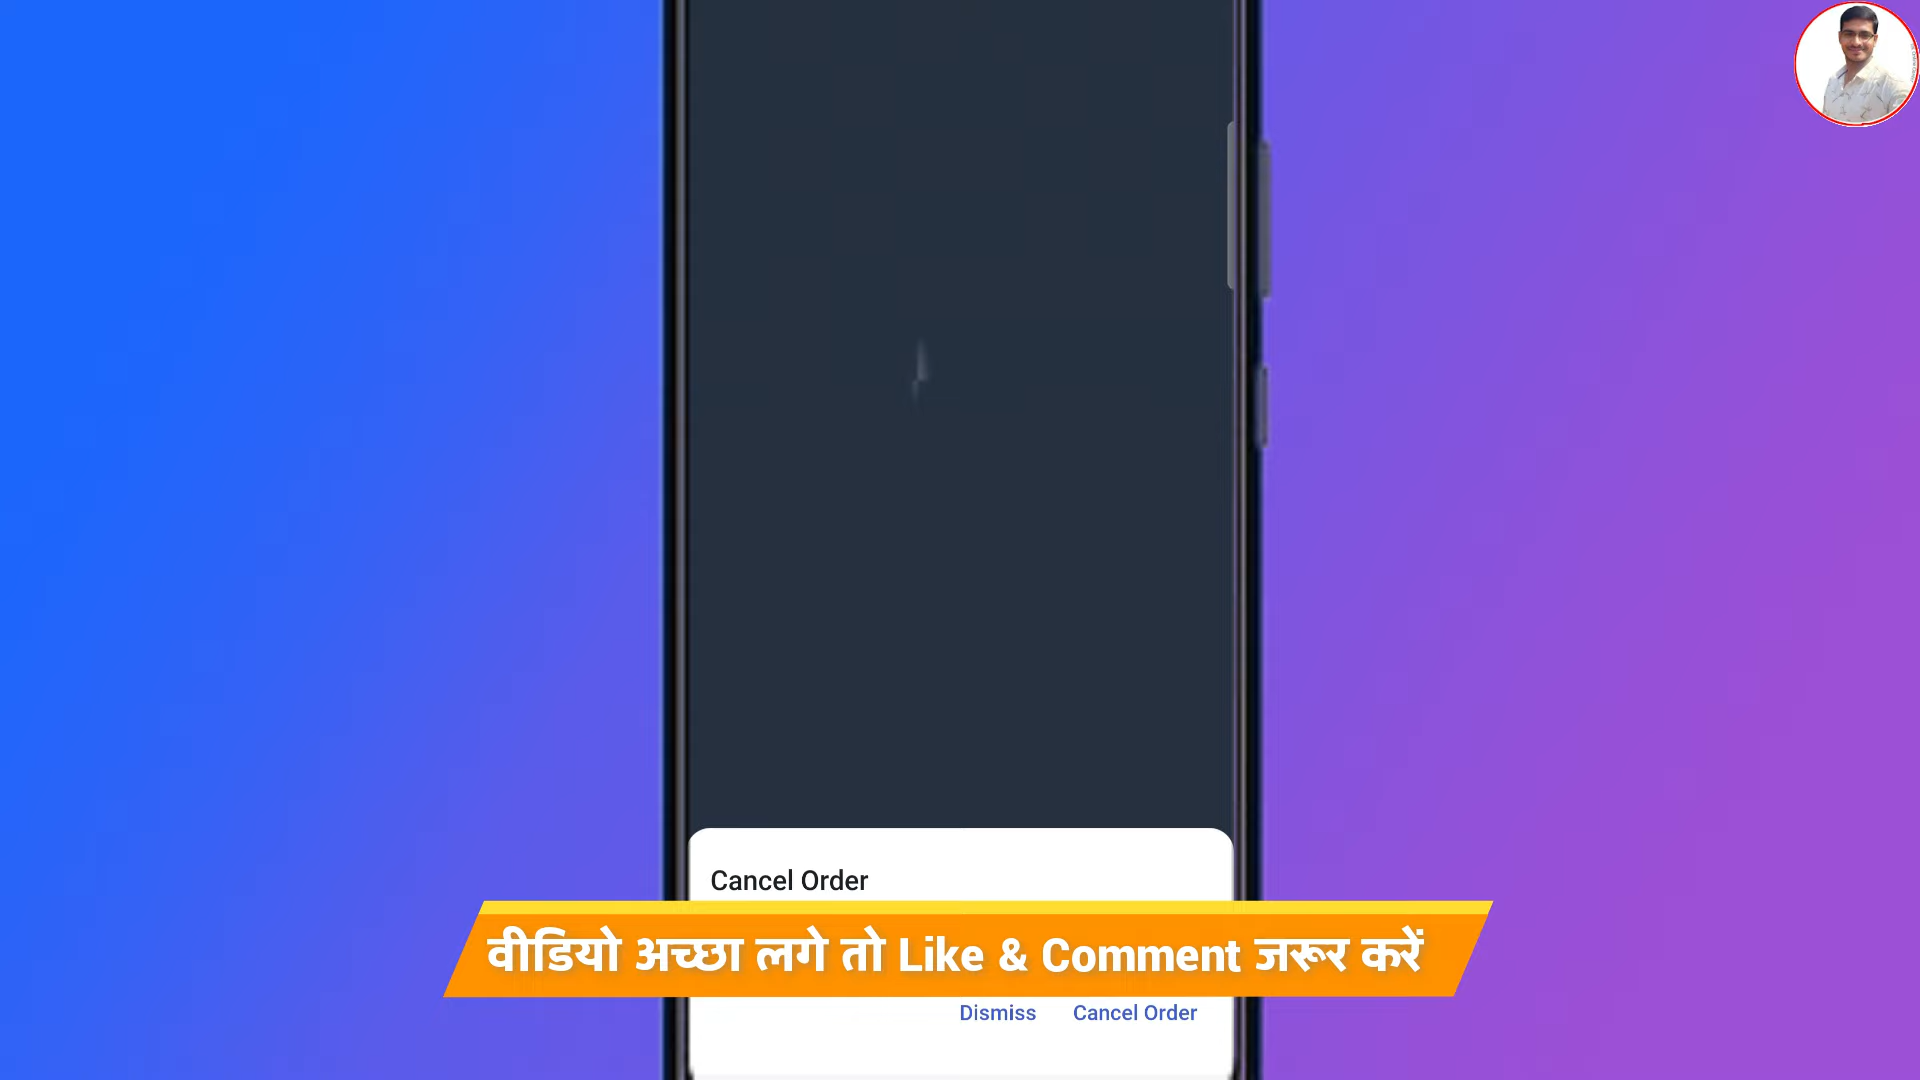 Cancel Order
वीडियो अच्छा लगे तो Like & Comment जरूर करें
Dismiss Cancel Order